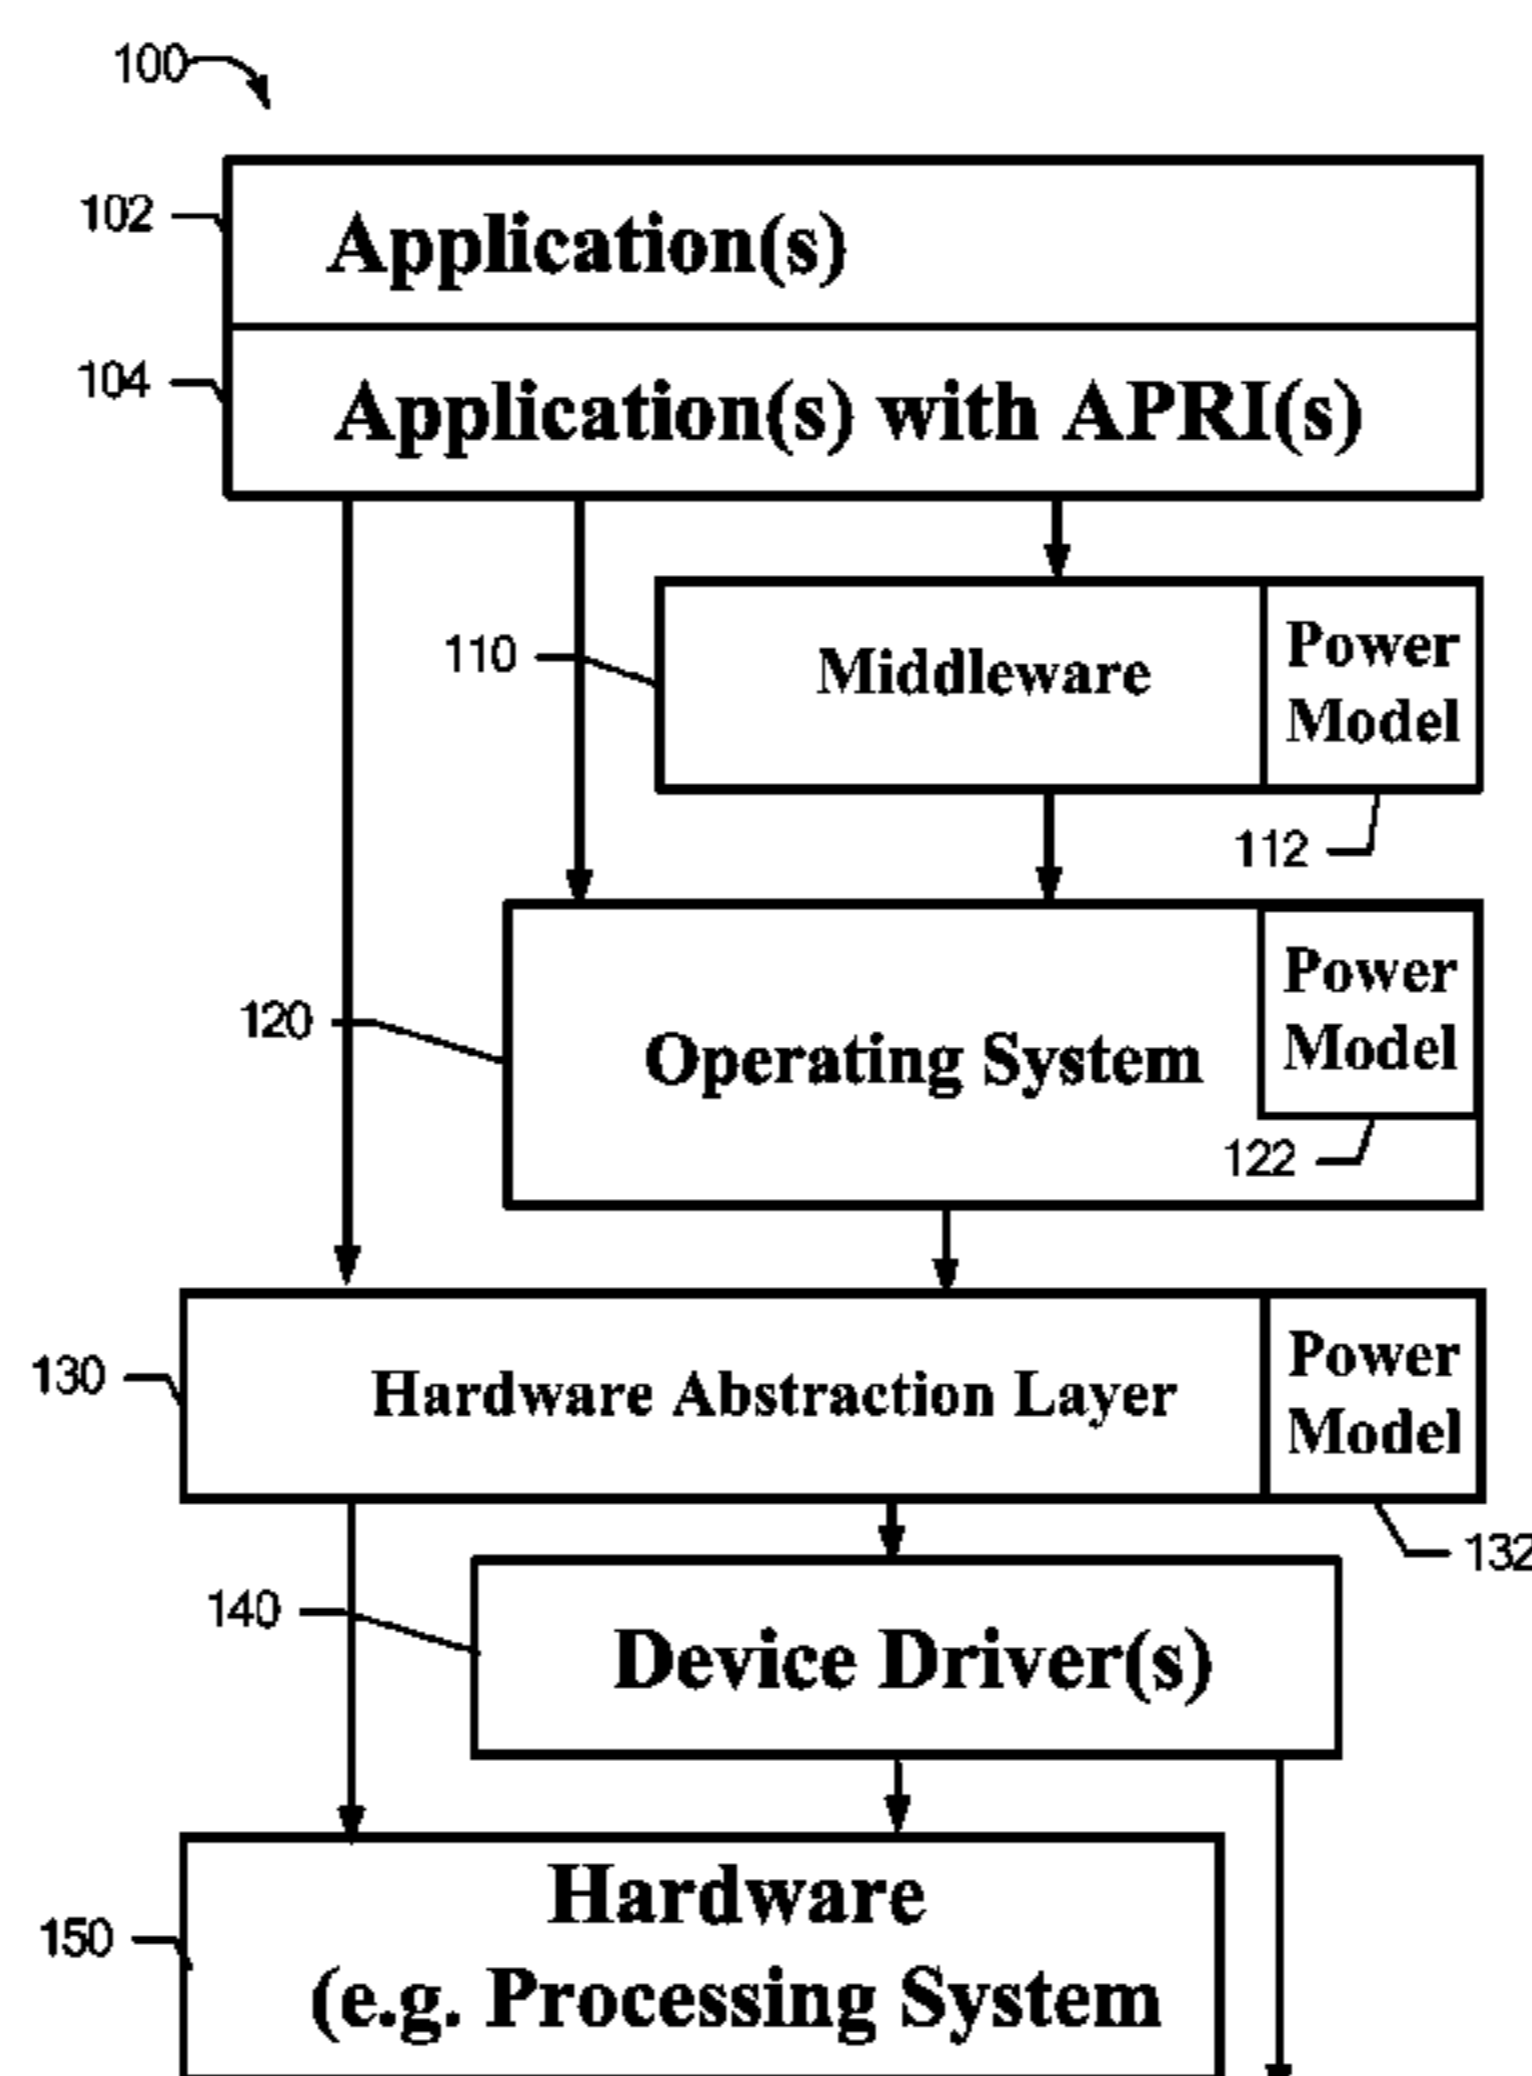 100
102
Application(s)
104
Application(s) with APRI(s)
110
Middleware
Power
Model
112
120
Operating System
Power
Model
122
130
Hardware Abstraction Layer
Power
Model
132
140
Device Driver(s)
150
Hardware
(e.g. Processing System